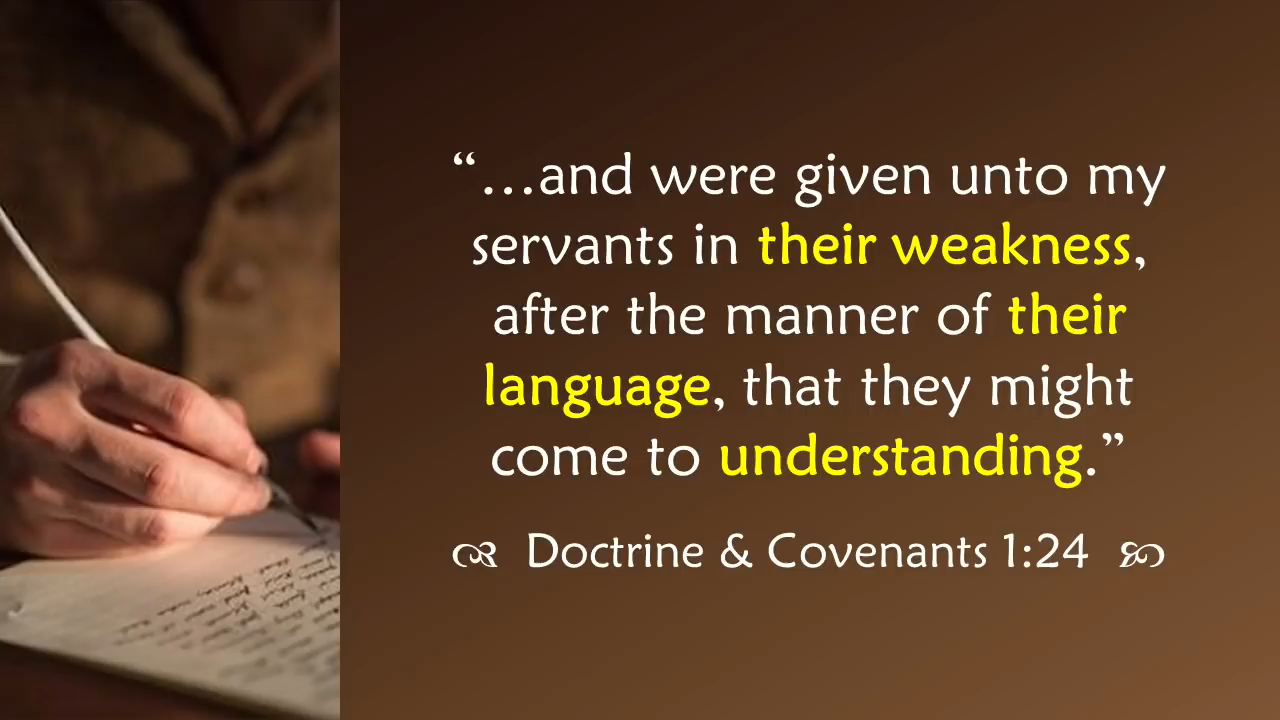 “…and were given unto my
servants in their weakness,
after the manner of their
language, that they might
come to understanding.”
Doctrine & Covenants 1:24